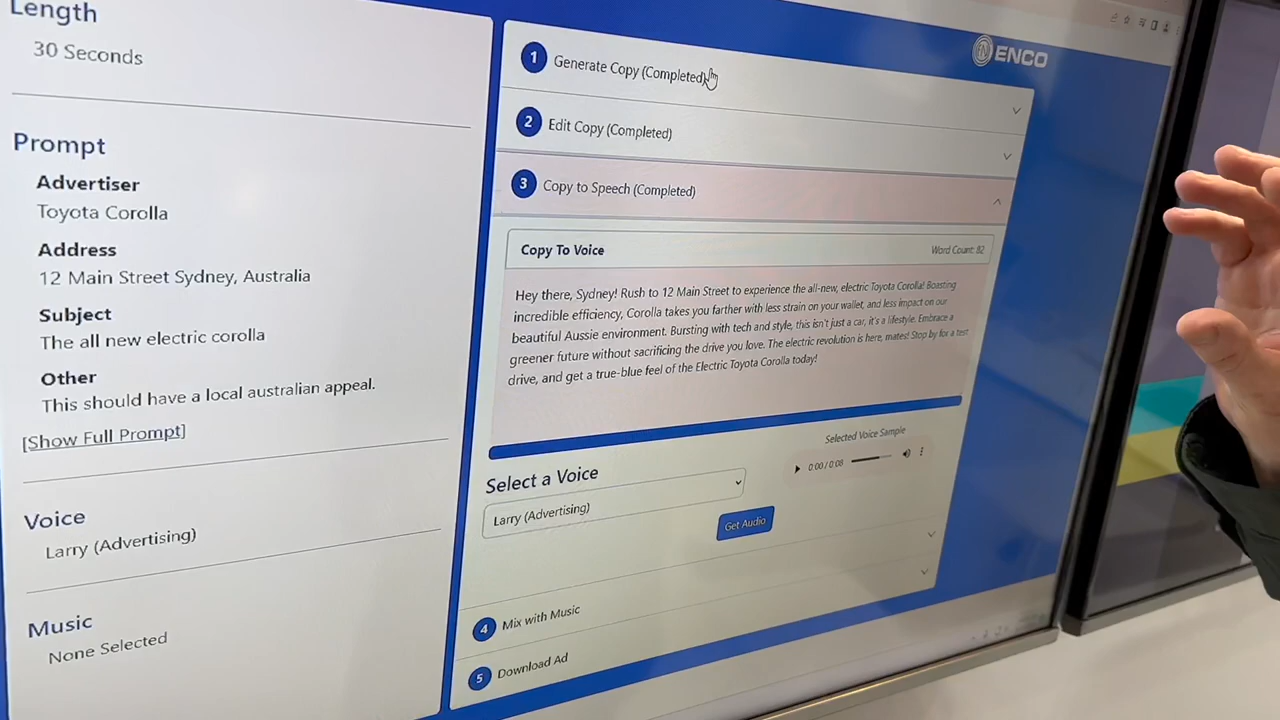 Length
30 Seconds
Prompt
Advertiser
Toyota Corolla
Address
12 Main Street Sydney, Australia
Subject
The all new electric corolla
Other
This should have a local australian appeal.
[Show Full Prompt]
Voice
Larry (Advertising)
Music
None Selected
ENCO
1 Generate Copy (Completed)
2 Edit Copy (Completed)
3 Copy to Speech (Completed)
Copy To Voice
Word Count: 82
Hey there, Sydney! Rush to 12 Main Street to experience the all-new, electric Toyota Corolla! Boasting
incredible efficiency, Corolla takes you farther with less strain on your wallet, and less impact on our
beautiful Aussie environment. Bursting with tech and style, this isn't just a car, it's a lifestyle. Embrace a
greener future without sacrificing the drive you love. The electric revolution is here, mates! Stop by for a test
drive, and get a true-blue feel of the Electric Toyota Corolla today!
Select a Voice
Selected Voice Sample
0:00 / 0:08
Larry (Advertising)
Get Audio
4 Mix with Music
5 Download Ad